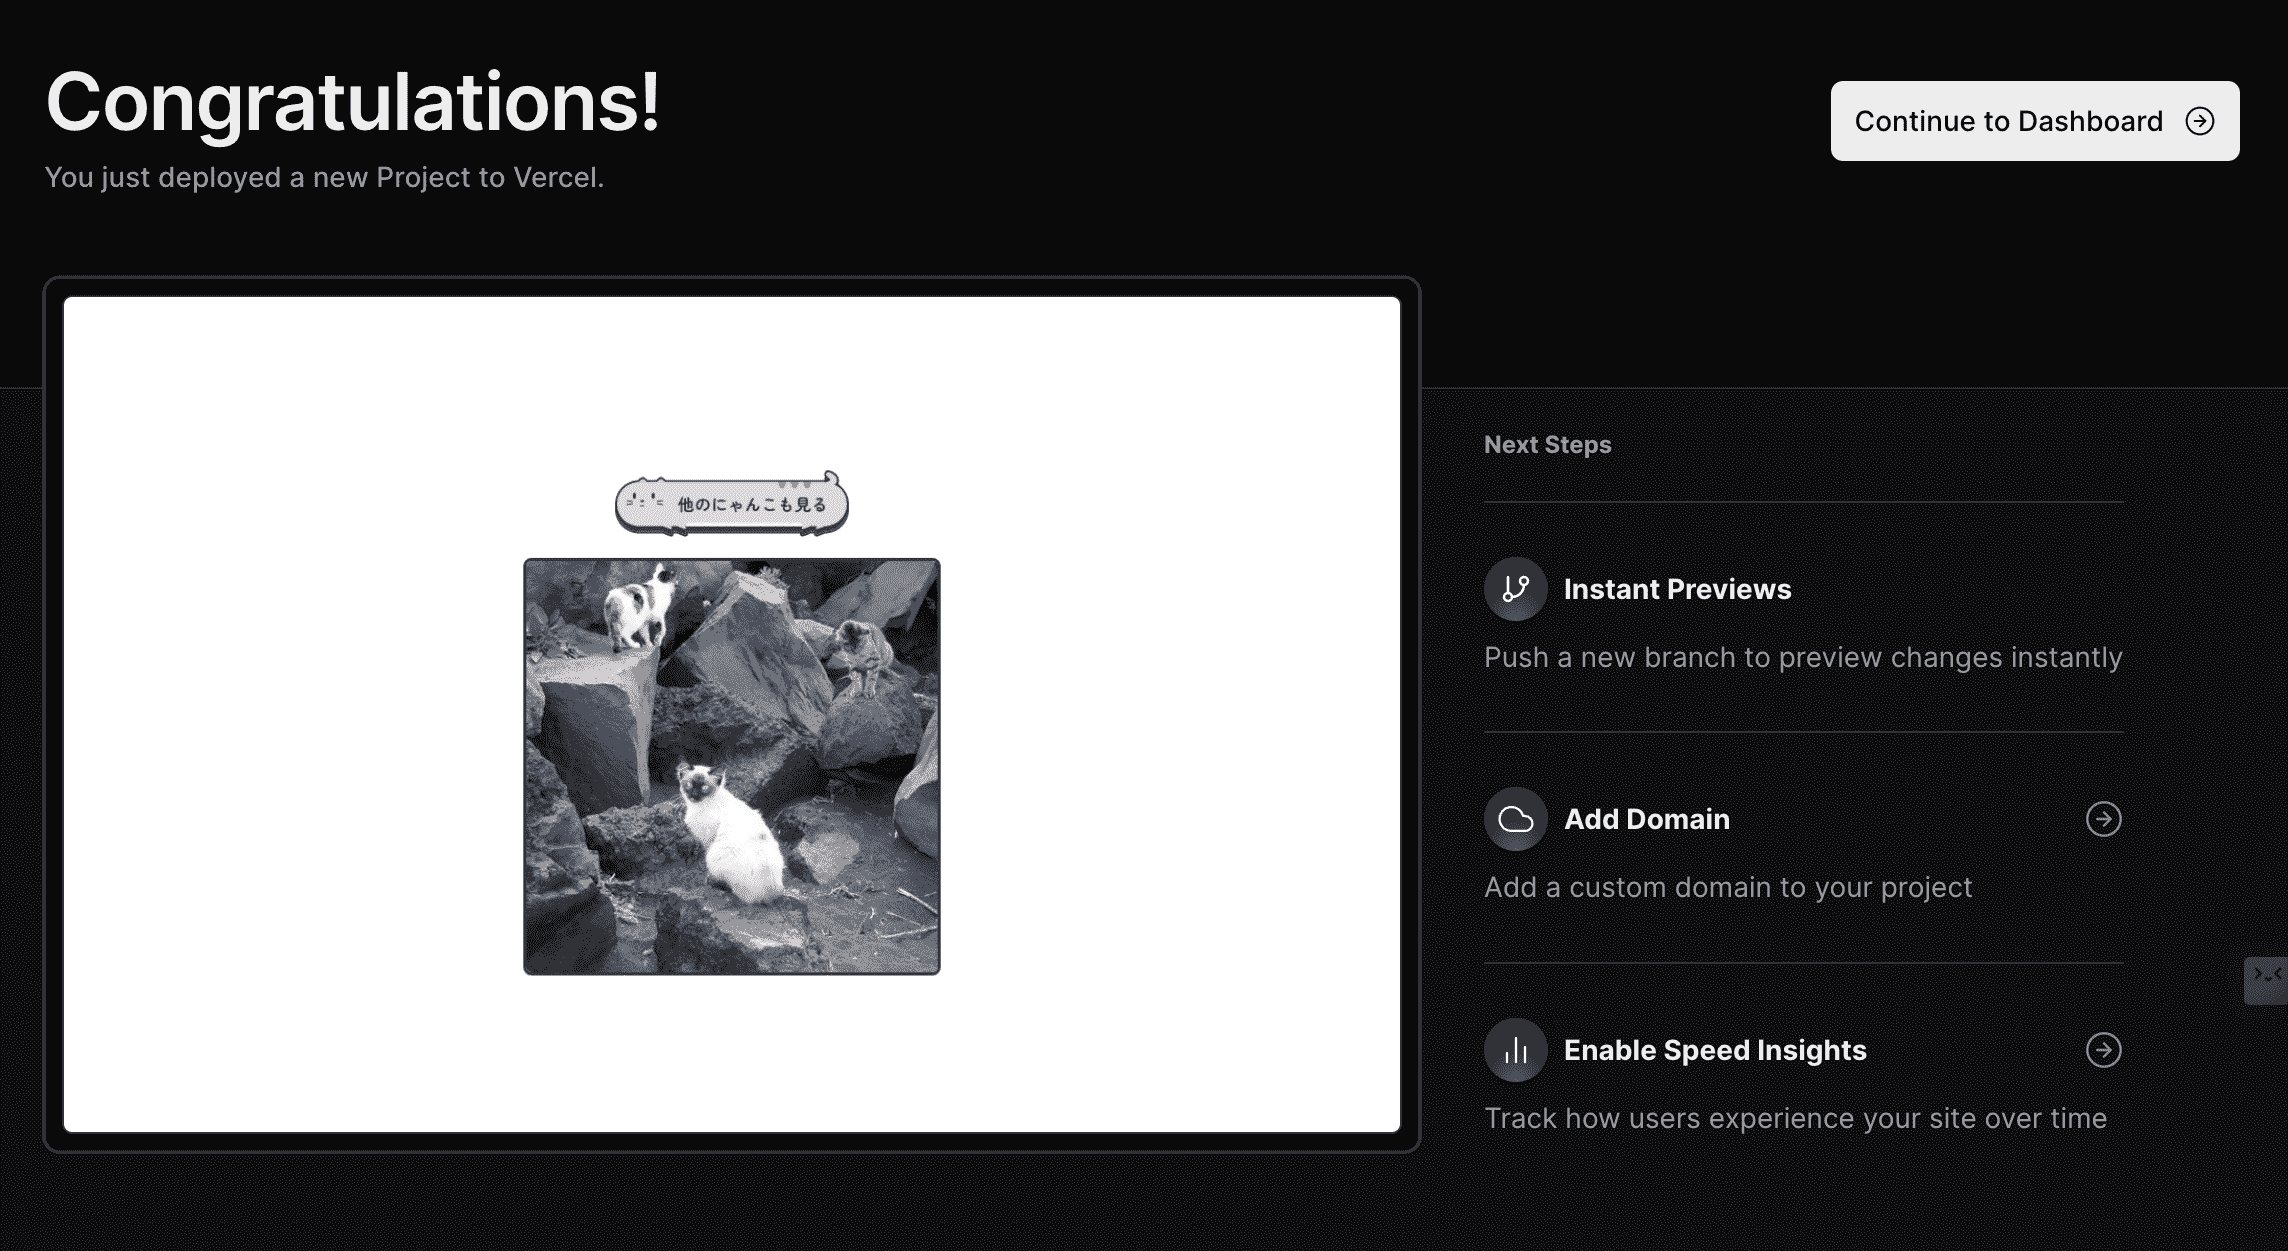 Congratulations!
You just deployed a new Project to Vercel.
Continue to Dashboard
他のにゃんこも見る
Next Steps
Instant Previews
Push a new branch to preview changes instantly
Add Domain
Add a custom domain to your project
Enable Speed Insights
Track how users experience your site over time